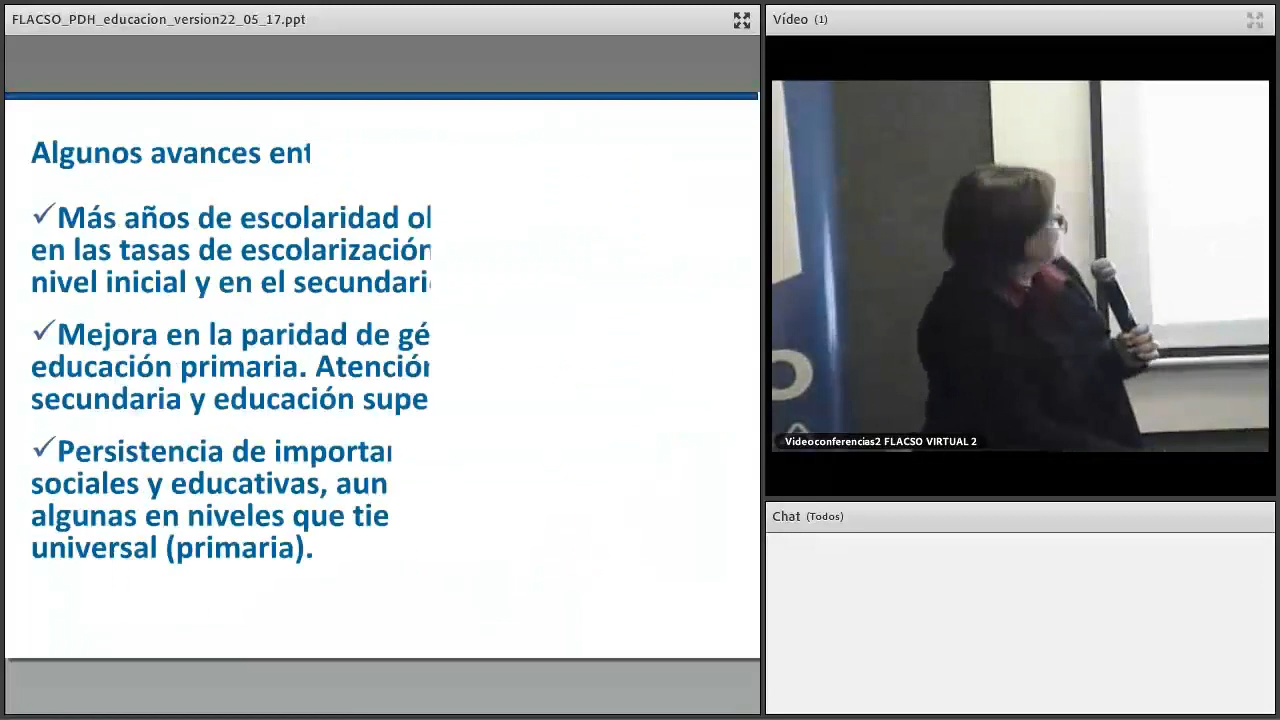 FLACSO_PDH_educacion_version22_05_17.ppt
Algunos avances ent
✓Más años de escolaridad ol
en las tasas de escolarización
nivel inicial y en el secundari
✓Mejora en la paridad de gé
educación primaria. Atención
secundaria y educación supe
✓Persistencia de importan
sociales y educativas, aun
algunas en niveles que tie
universal (primaria).
Vídeo (1)
Videoconferencias2 FLACSO VIRTUAL 2
Chat (Todos)